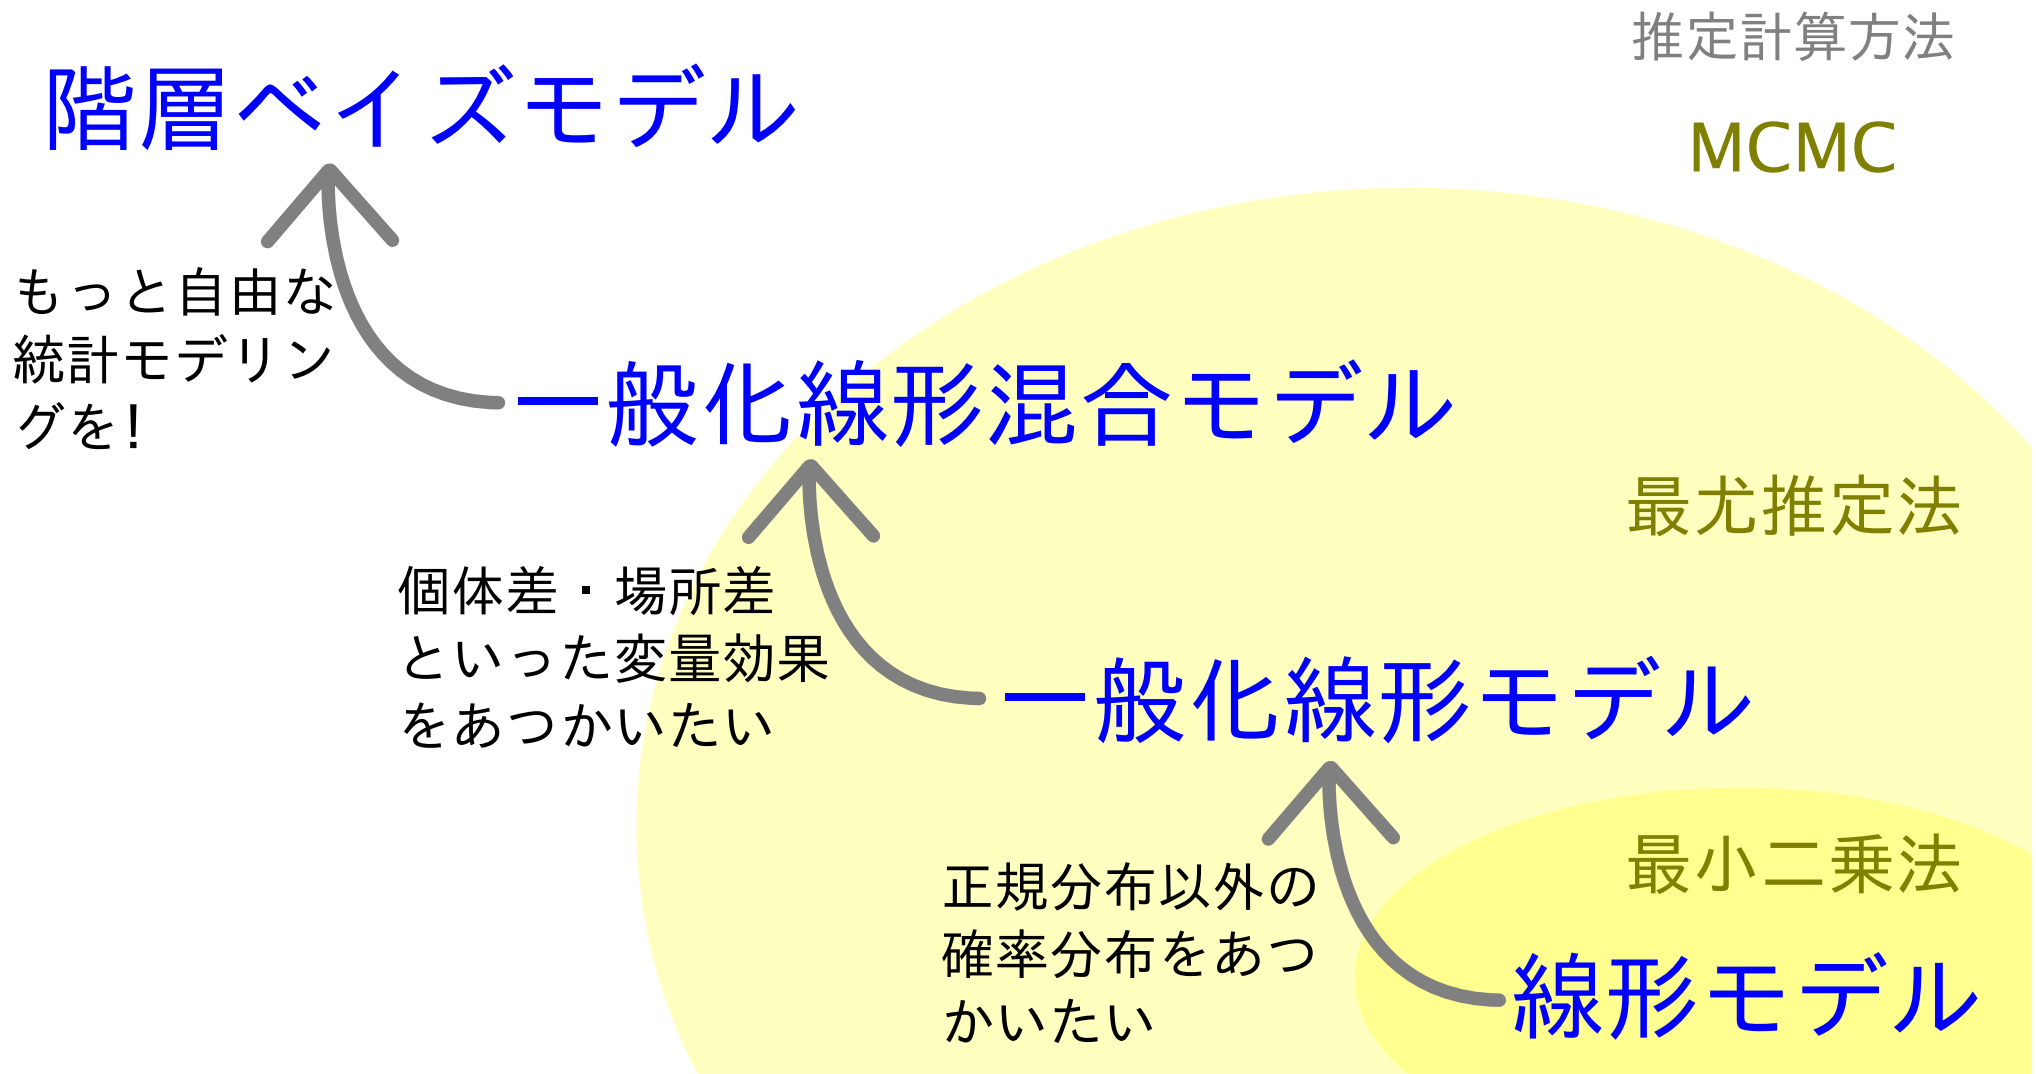 推定計算方法
階層ベイズモデル
MCMC
もっと自由な
統計モデリン
グを!
一般化線形混合モデル
最尤推定法
個体差・場所差
といった変量効果
をあつかいたい
一般化線形モデル
最小二乗法
正規分布以外の
確率分布をあつ
かいたい
線形モデル